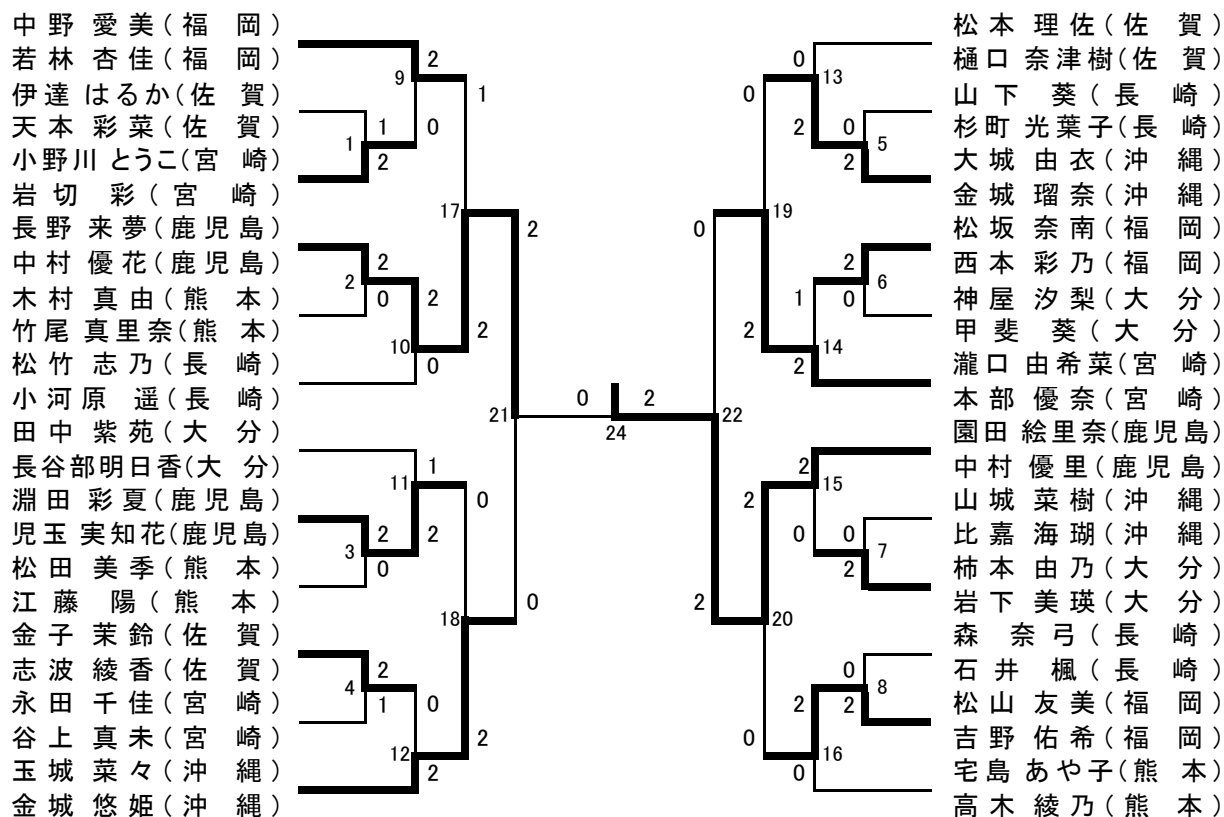 中野 愛美(福 岡)
若林 杏佳(福 岡)
伊達 はるか(佐 賀)
天本 彩菜(佐 賀)
小野川 とうこ(宮 崎)
岩切 彩(宮 崎)
長野 来夢(鹿児島)
中村 優花(鹿児島)
木村 真由(熊 本)
竹尾 真里奈(熊 本)
松竹 志乃(長 崎)
小河原 遥(長 崎)
田中 紫苑(大 分)
長谷部明日香(大 分)
淵田 彩夏(鹿児島)
児玉 実知花(鹿児島)
松田 美季(熊 本)
江藤 陽(熊 本)
金子 茉鈴(佐 賀)
志波 綾香(佐 賀)
永田 千佳(宮 崎)
谷上 真未(宮 崎)
玉城 菜々(沖 縄)
金城 悠姫(沖 縄)
2
9
1
1
0
1
2
17
2
2
2
0
2
10
2
0
21
1
11
0
2
3
2
0
18
0
2
4
1
0
12
2
2
0
2
24
松本 理佐(佐 賀)
樋口 奈津樹(佐 賀)
山下 葵(長 崎)
杉町 光葉子(長 崎)
大城 由衣(沖 縄)
金城 瑠奈(沖 縄)
松坂 奈南(福 岡)
西本 彩乃(福 岡)
神屋 汐梨(大 分)
甲斐 葵(大 分)
瀧口 由希菜(宮 崎)
本部 優奈(宮 崎)
園田 絵里奈(鹿児島)
中村 優里(鹿児島)
山城 菜樹(沖 縄)
比嘉 海瑚(沖 縄)
柿本 由乃(大 分)
岩下 美瑛(大 分)
森 奈弓(長 崎)
石井 楓(長 崎)
松山 友美(福 岡)
吉野 佑希(福 岡)
宅島 あや子(熊 本)
高木 綾乃(熊 本)
0
13
0
2
0
5
2
19
0
2
6
1
0
2
14
2
22
2
15
2
0
0
7
2
2
20
0
8
2
2
0
16
0